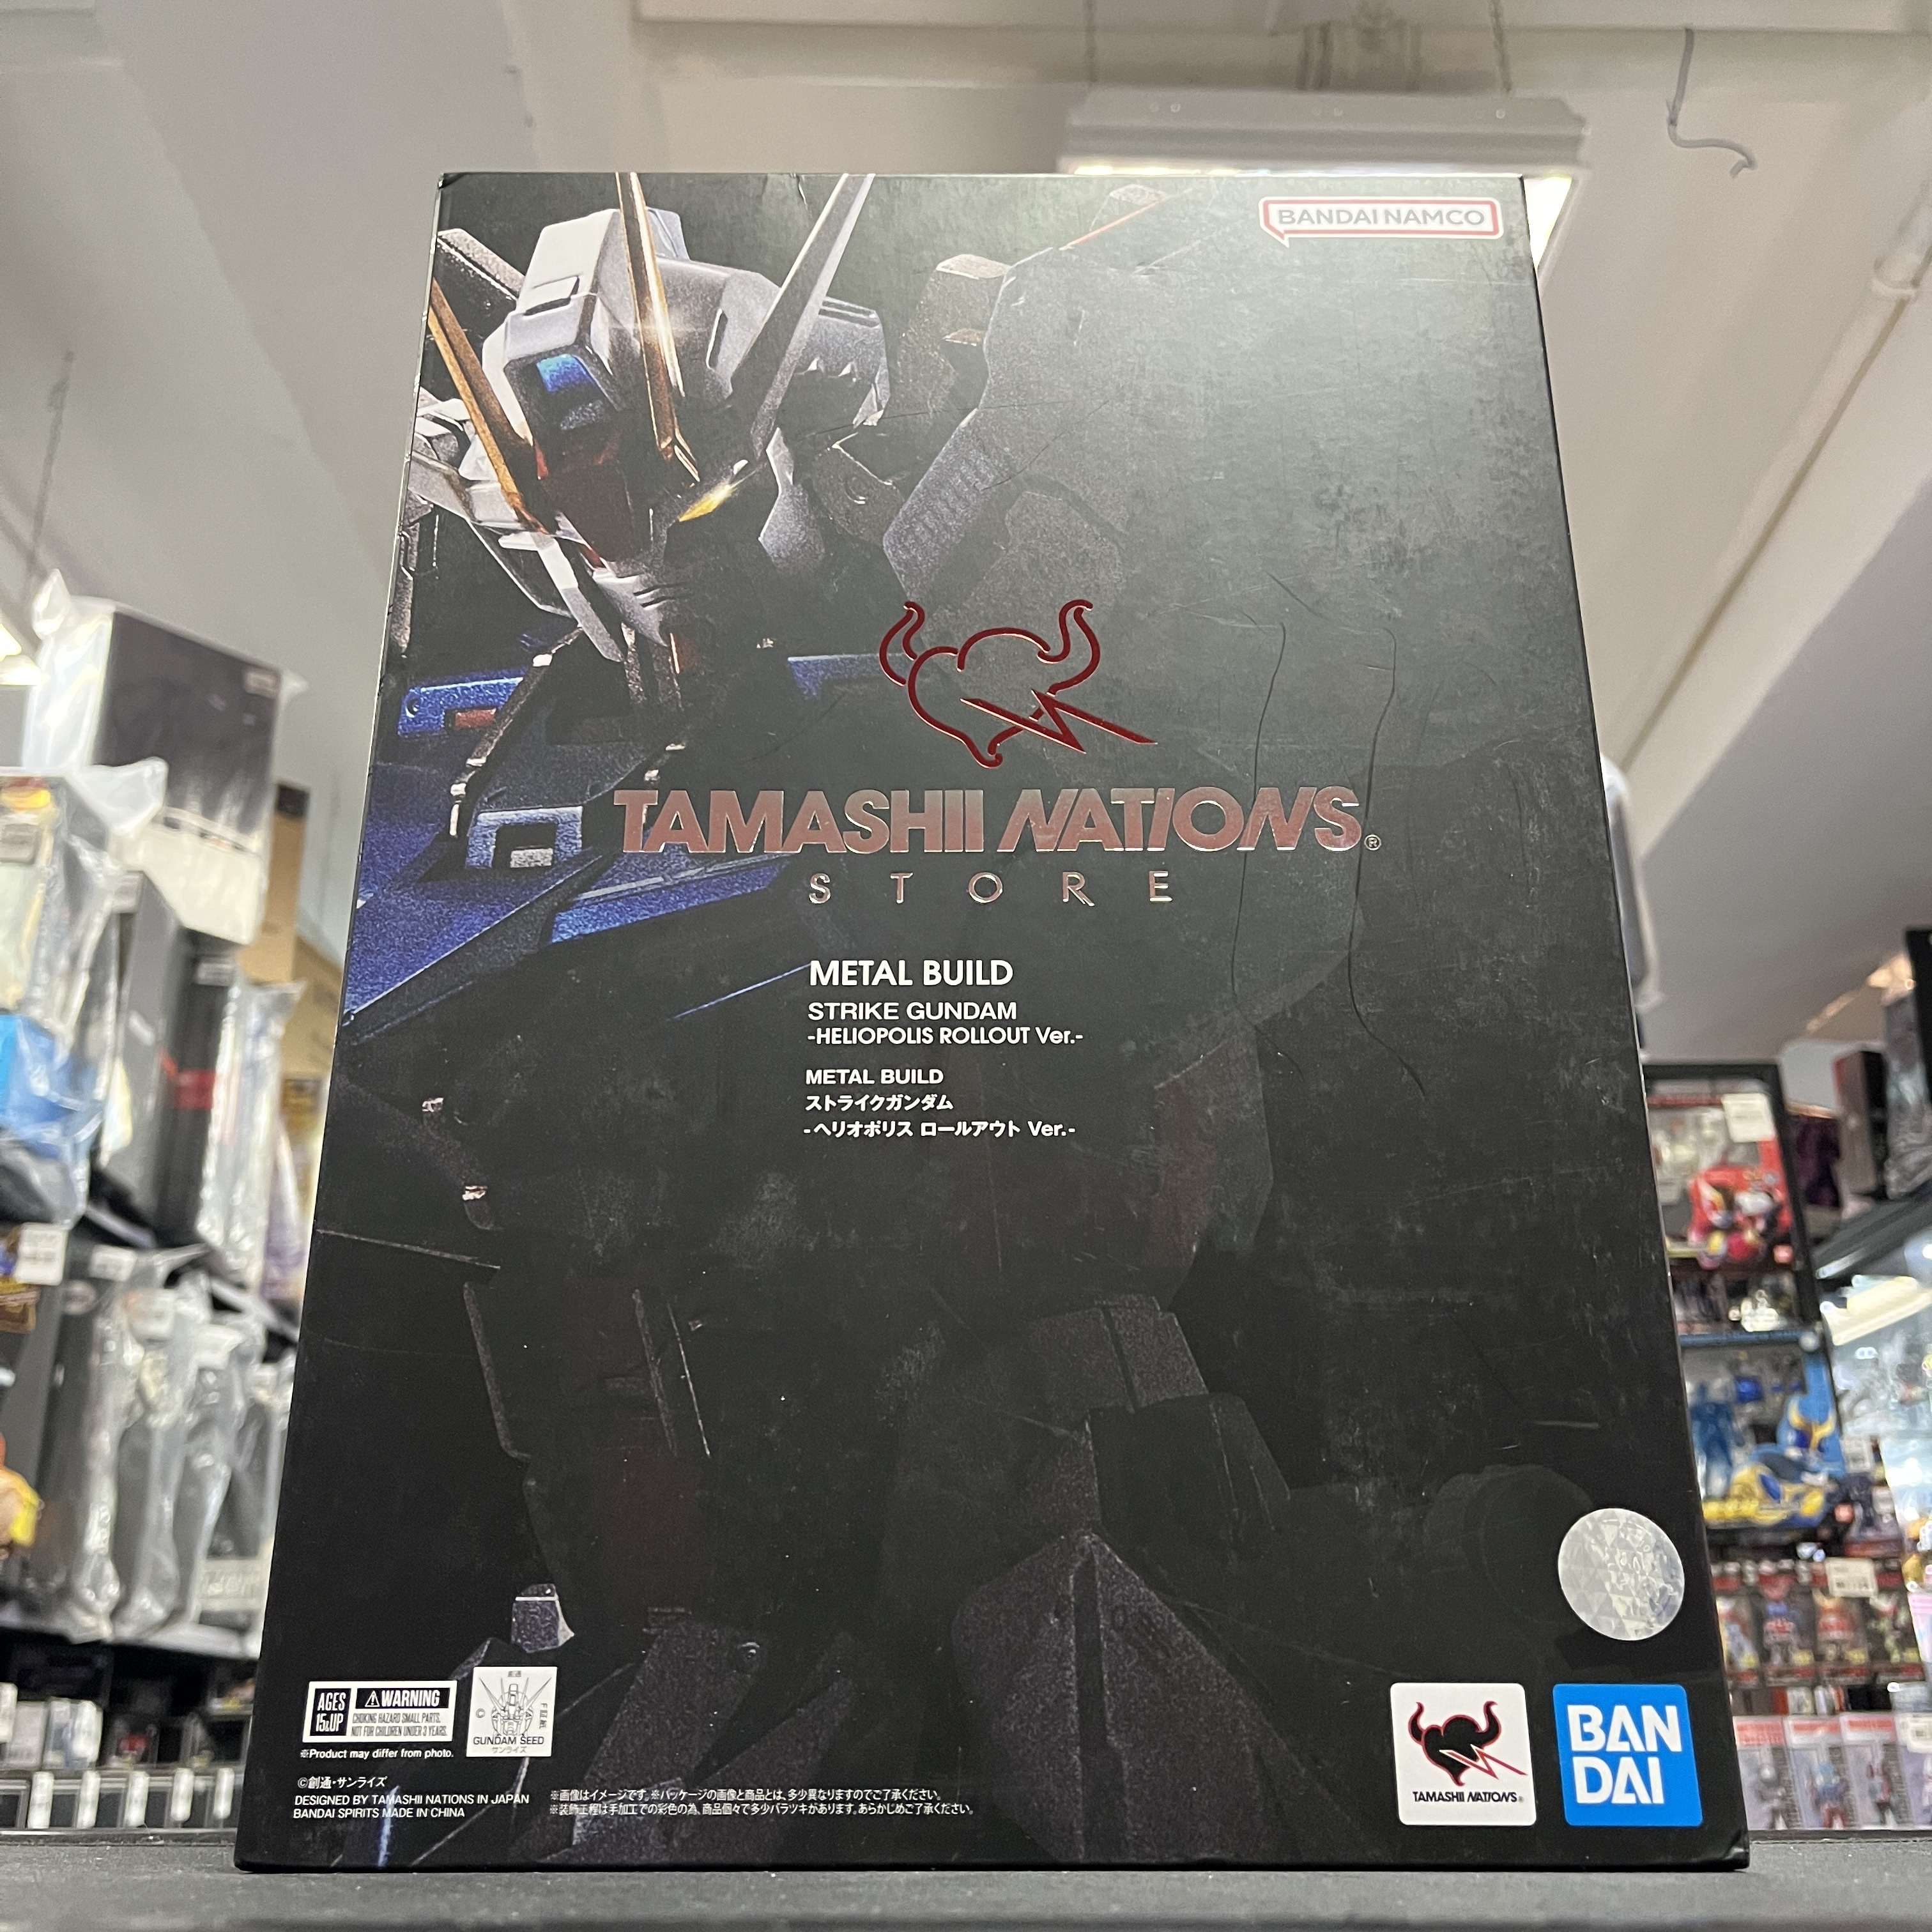 BANDAI NAMCO
TAMASHII NATIONS®
STORE
METAL BUILD
STRIKE GUNDAM
-HELIOPOLIS ROLLOUT Ver.-
METAL BUILD
ストライクガンダム
-ヘリオポリス ロールアウト Ver.-
AGES
15&UP
WARNING
CHOKING HAZARD SMALL PARTS.
NOT FOR CHILDREN UNDER 3 YEARS.
※Product may differ from photo.
創通
©
FILM
GUNDAM SEED
サンライズ
©創通・サンライズ
DESIGNED BY TAMASHII NATIONS IN JAPAN
BANDAI SPIRITS MADE IN CHINA
※画像はイメージです。※パッケージの画像と商品とは、多少異なりますのでご了承ください。
※装飾工程は手加工での彩色の為、商品個々で多少バラツキがあります。あらかじめご了承ください。
TAMASHII NATIONS®
BAN
DAI